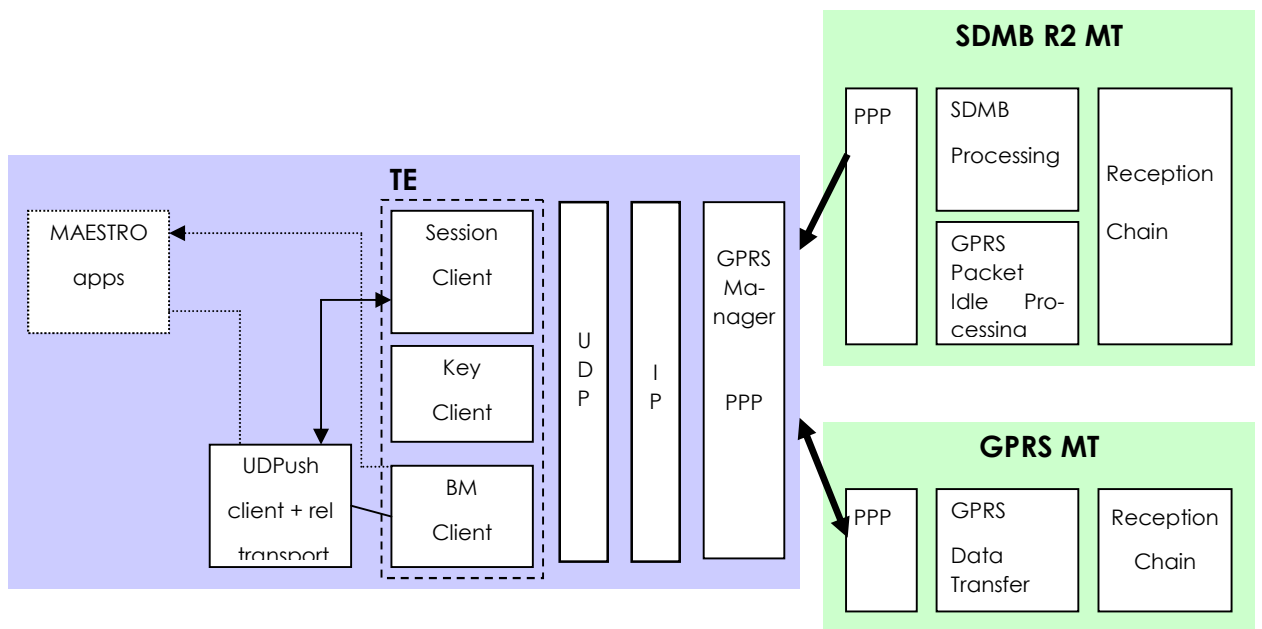 SDMB R2 MT
PPP
SDMB
Processing
GPRS
Packet
Idle Pro-
cessina
Reception
Chain
TE
MAESTRO
apps
Session
Client
Key
Client
BM
Client
UDPush
client + rel
transport
U
D
P
I
P
GPRS
Ma-
nager
PPP
GPRS MT
PPP
GPRS
Data
Transfer
Reception
Chain